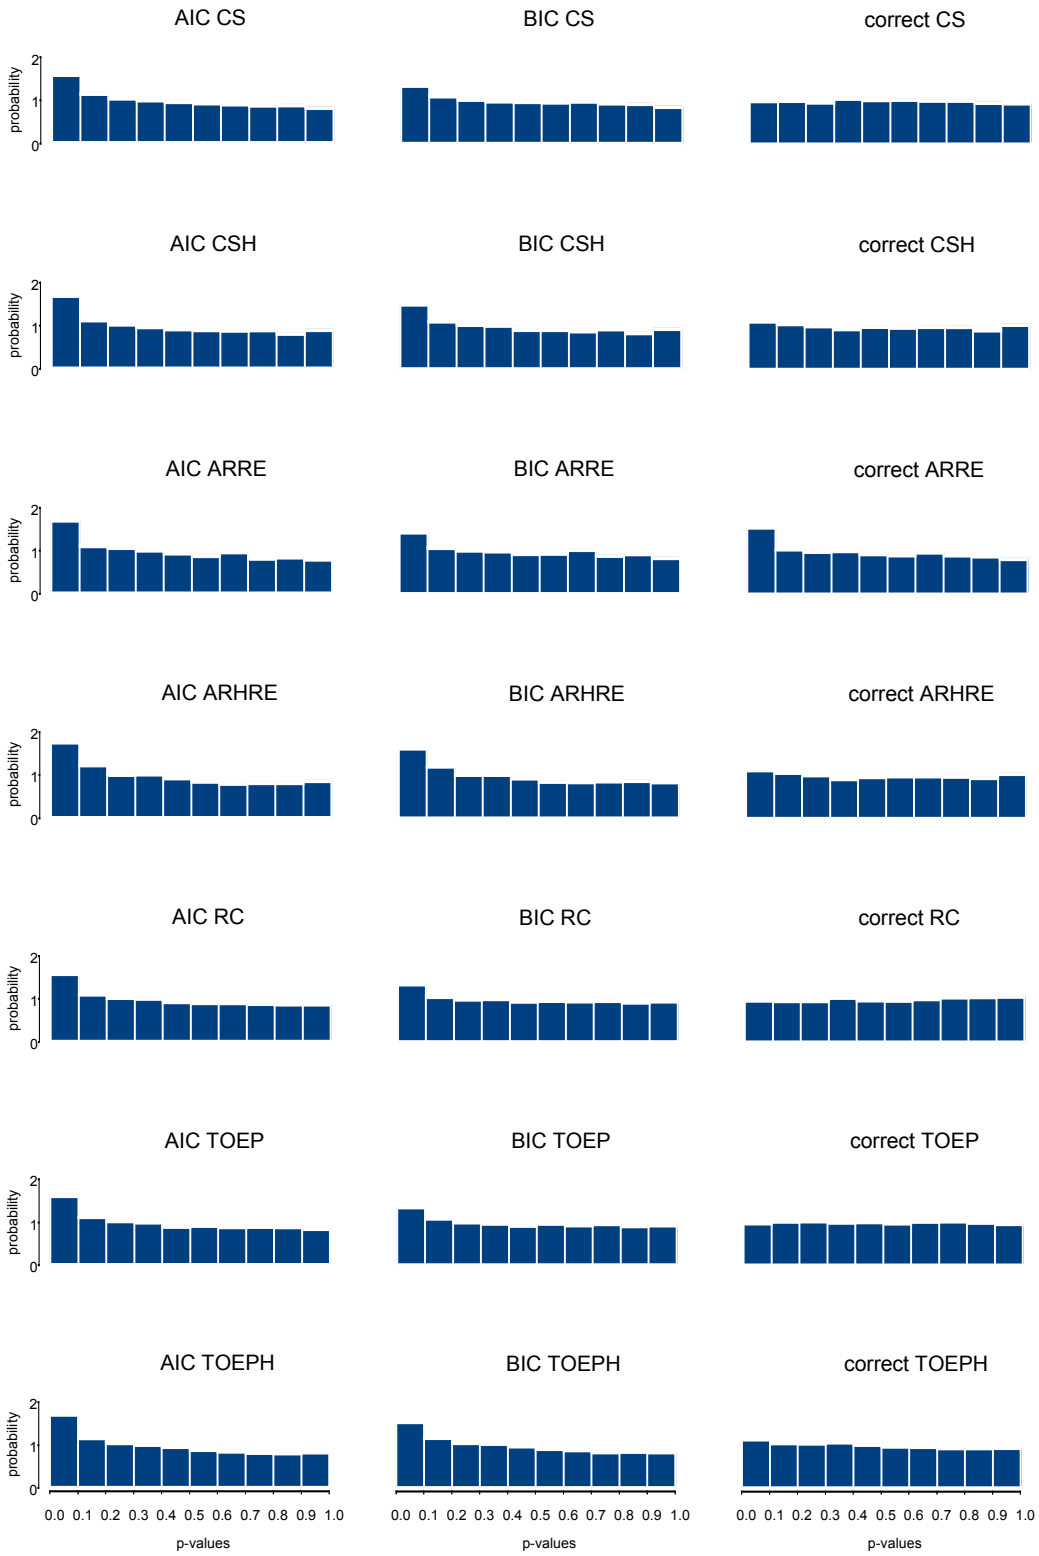 AIC CS
BIC CS
correct CS
probability
2
1
0
AIC CSH
BIC CSH
correct CSH
probability
2
1
0
AIC ARRE
BIC ARRE
correct ARRE
probability
2
1
0
AIC ARHRE
BIC ARHRE
correct ARHRE
probability
2
1
0
AIC RC
BIC RC
correct RC
probability
2
1
0
AIC TOEP
BIC TOEP
correct TOEP
probability
2
1
0
AIC TOEPH
BIC TOEPH
correct TOEPH
probability
2
1
0
0.0 0.1 0.2 0.3 0.4 0.5 0.6 0.7 0.8 0.9 1.0
0.0 0.1 0.2 0.3 0.4 0.5 0.6 0.7 0.8 0.9 1.0
0.0 0.1 0.2 0.3 0.4 0.5 0.6 0.7 0.8 0.9 1.0
p-values
p-values
p-values